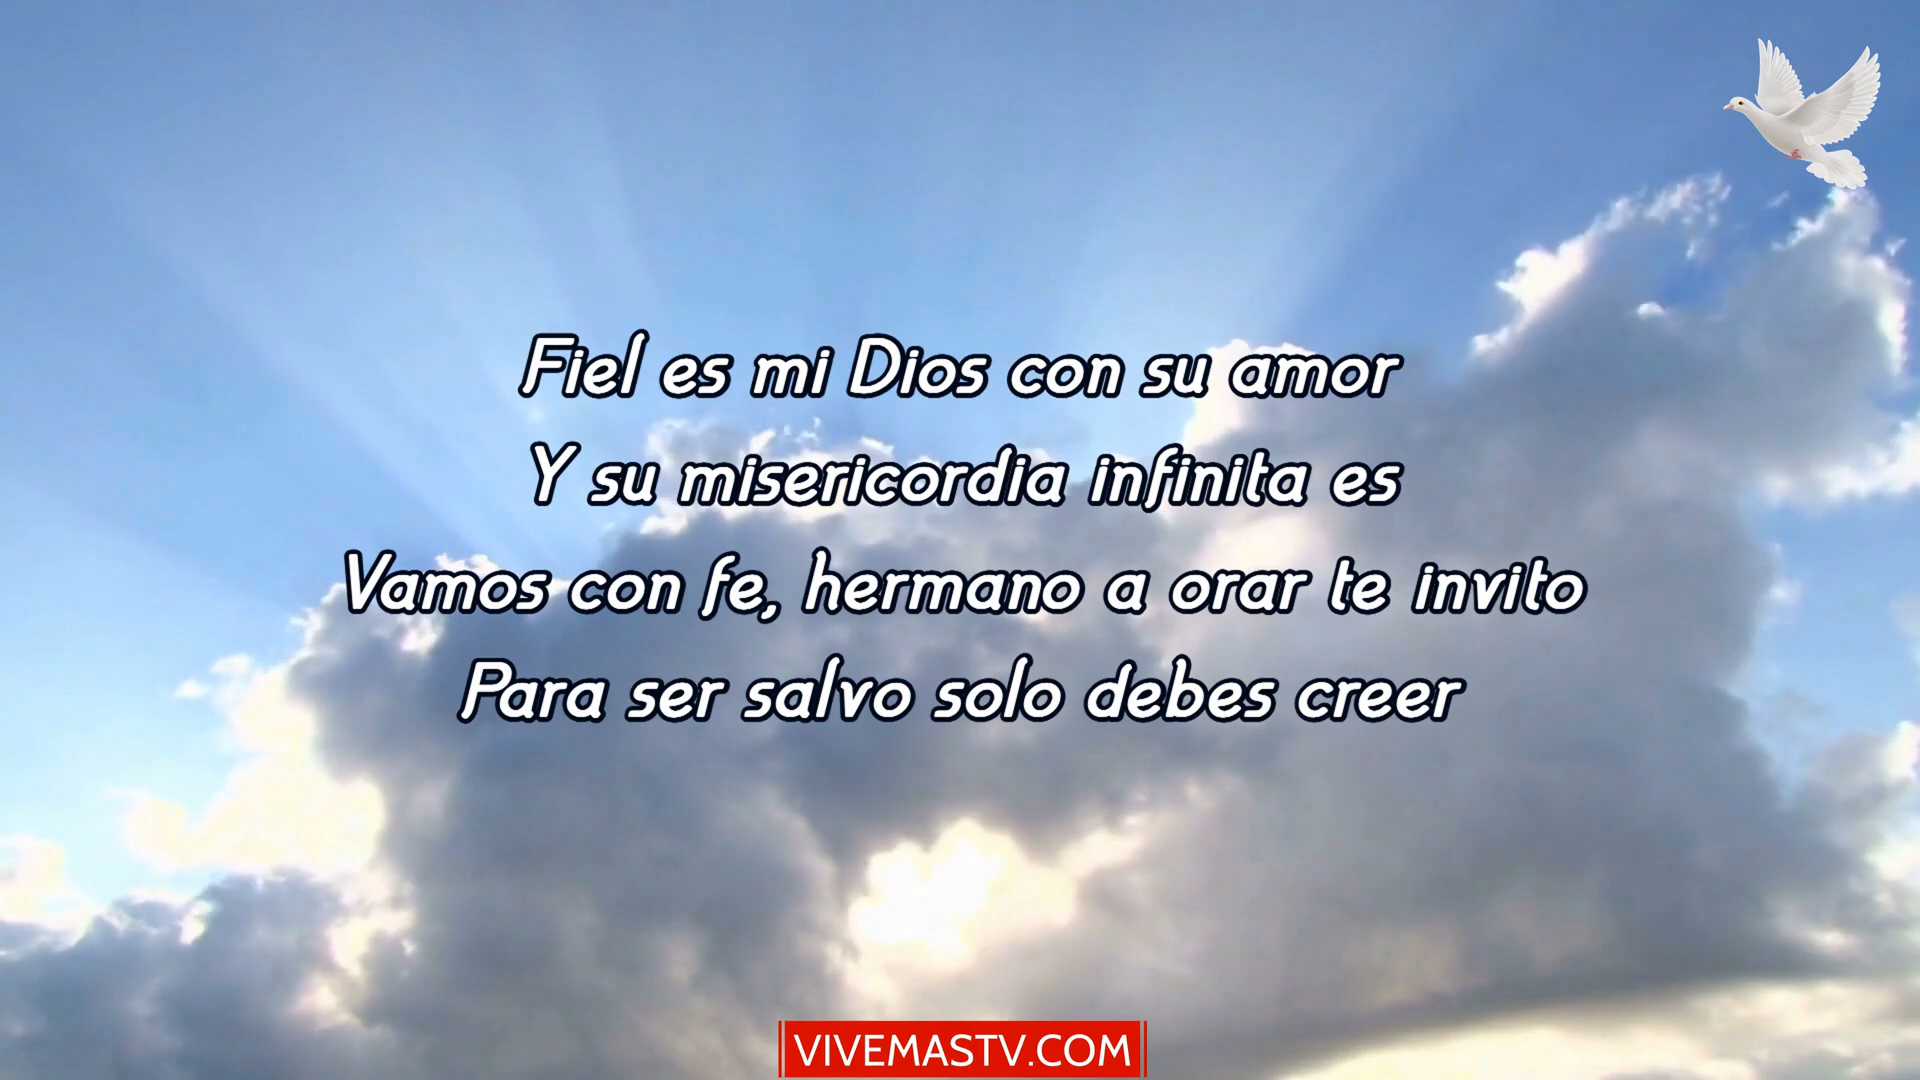 Fiel es mi Dios con su amor
Y su misericordia infinita es
Vamos con fe, hermano a orar te invito
Para ser salvo solo debes creer
VIVEMASTV.COM